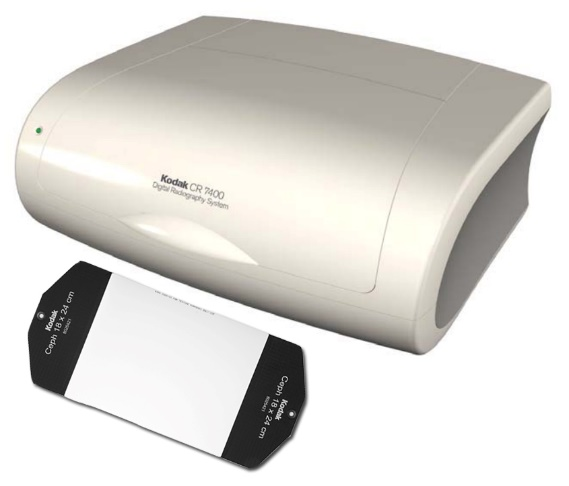 Kodak CR 7400
Digital Radiography System
Kodak
Ceph 18 x 24 cm
Kodak
Ceph 18 x 24 cm